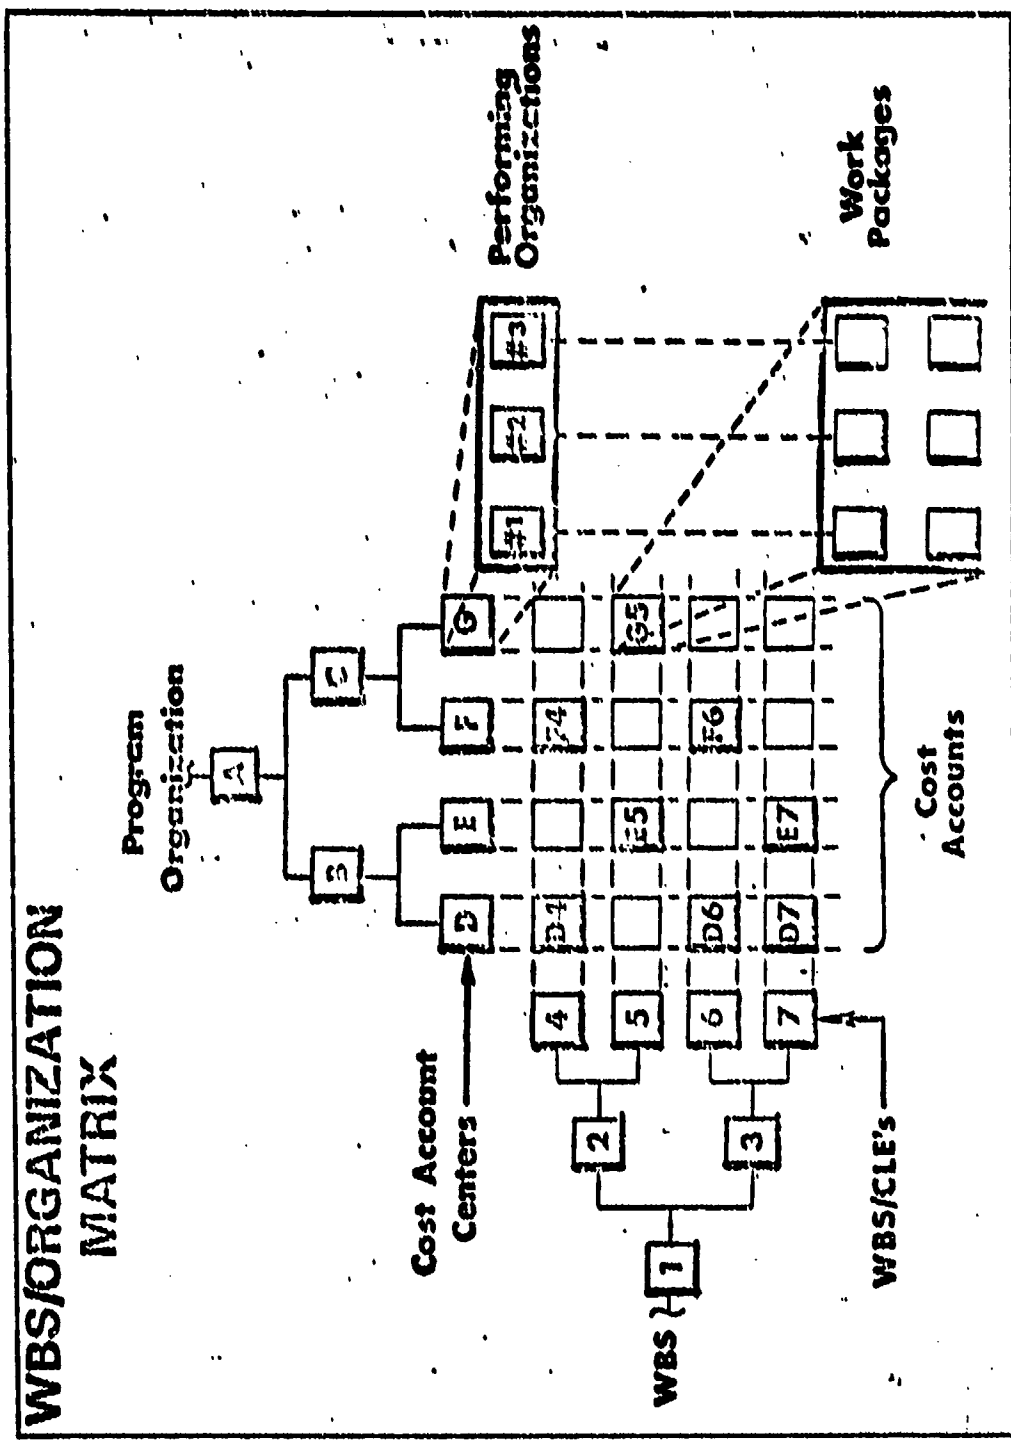 WBS/ORGANIZATION
MATRIX
Program
Organization
A
B
C
Cost Account
Centers
D
E
F
G
#1
#2
#3
Performing
Organizations
WBS
1
2
3
4
5
6
7
D4
F4
E5
G5
D6
F6
D7
E7
WBS/CLE's
Cost
Accounts
Work
Packages